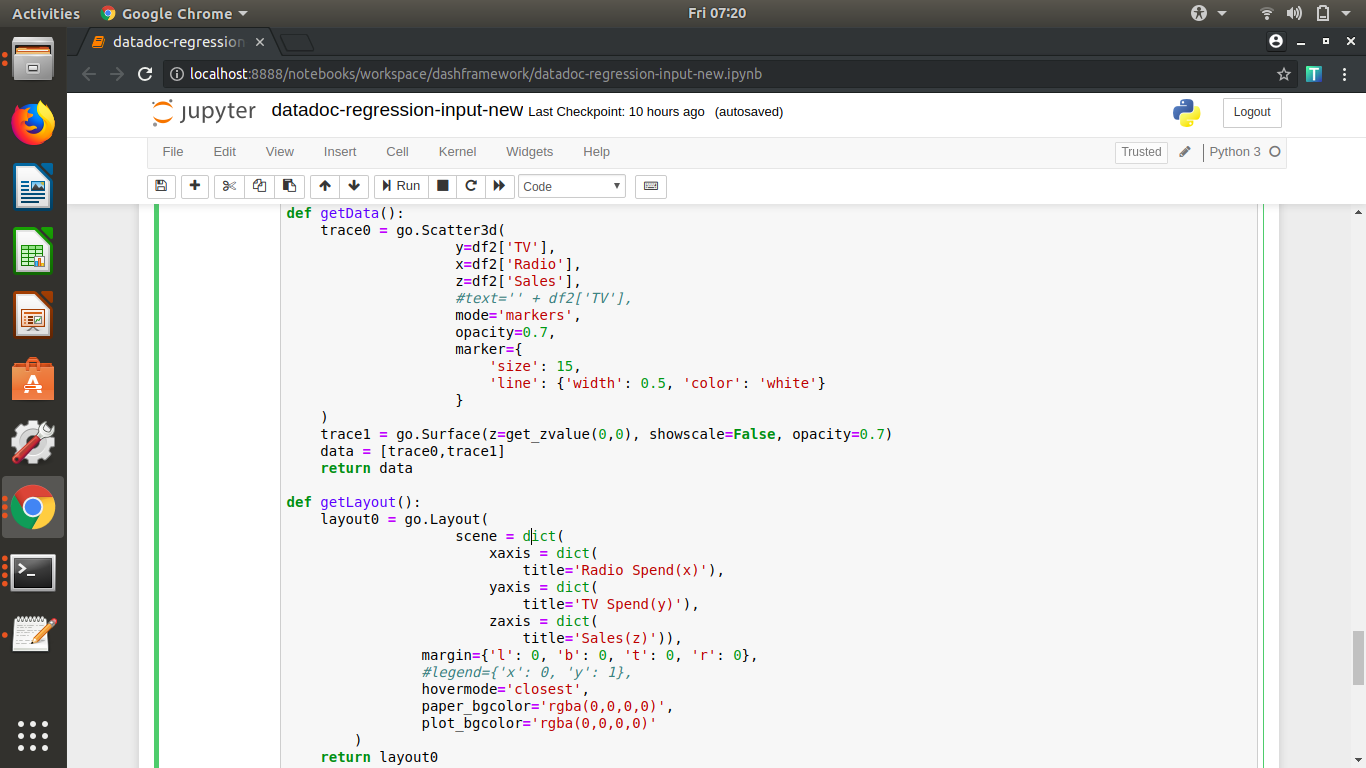 Activities Google Chrome Fri 07:20
datadoc-regression
localhost:8888/notebooks/workspace/dashframework/datadoc-regression-input-new.ipynb T
jupyter datadoc-regression-input-new Last Checkpoint: 10 hours ago (autosaved) Logout
File Edit View Insert Cell Kernel Widgets Help Trusted Python 3
Run Code
def getData():
    trace0 = go.Scatter3d(
                    y=df2['TV'],
                    x=df2['Radio'],
                    z=df2['Sales'],
                    #text='' + df2['TV'],
                    mode='markers',
                    opacity=0.7,
                    marker={
                        'size': 15,
                        'line': {'width': 0.5, 'color': 'white'}
                    }
    )
    trace1 = go.Surface(z=get_zvalue(0,0), showscale=False, opacity=0.7)
    data = [trace0,trace1]
    return data
def getLayout():
    layout0 = go.Layout(
                    scene = dict(
                        xaxis = dict(
                            title='Radio Spend(x)'),
                        yaxis = dict(
                            title='TV Spend(y)'),
                        zaxis = dict(
                            title='Sales(z)')),
                margin={'l': 0, 'b': 0, 't': 0, 'r': 0},
                #legend={'x': 0, 'y': 1},
                hovermode='closest',
                paper_bgcolor='rgba(0,0,0,0)',
                plot_bgcolor='rgba(0,0,0,0)'
        )
    return layout0